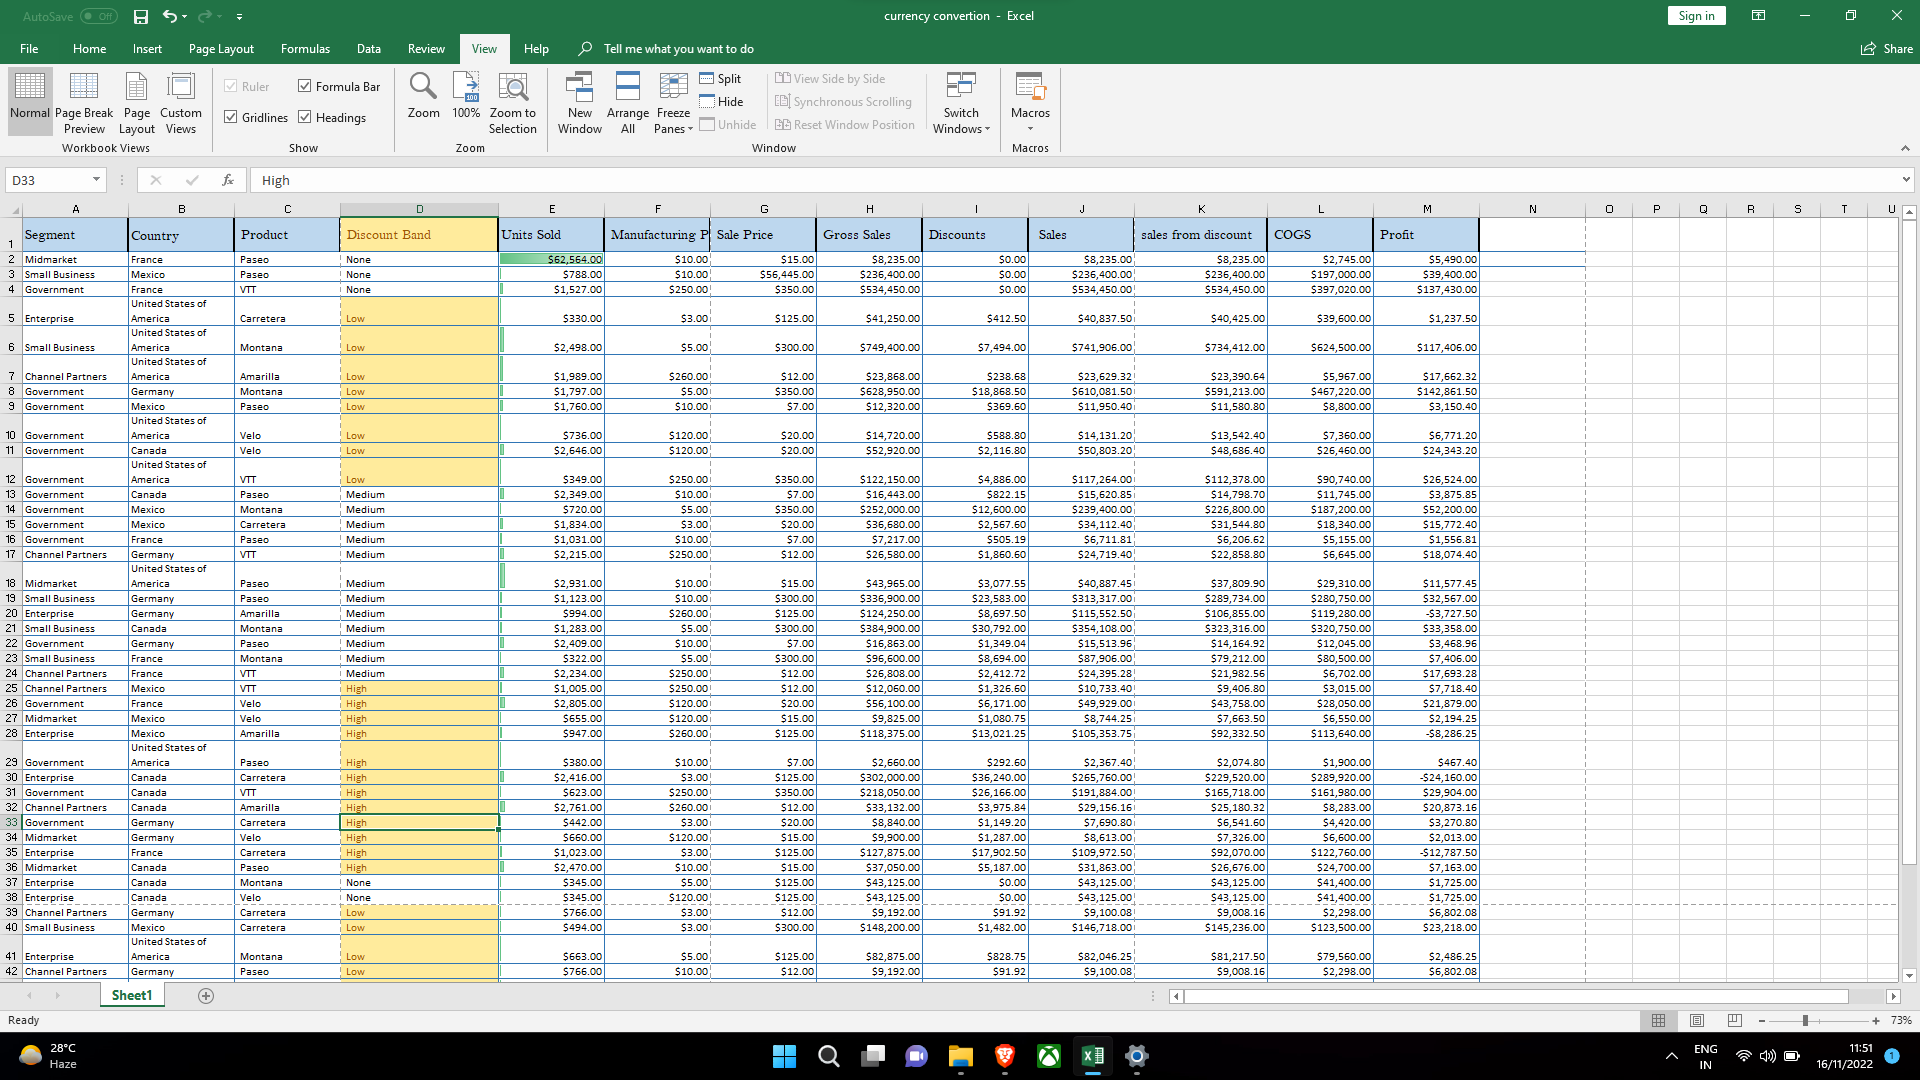 AutoSave Off
currency convertion - Excel
Sign in
File Home Insert Page Layout Formulas Data Review View Help Tell me what you want to do Share
Normal Page Break Preview Page Layout Custom Views
Workbook Views
Ruler Formula Bar
Gridlines Headings
Show
Zoom 100% Zoom to Selection
Zoom
New Window Arrange All Freeze Panes
Split
Hide
Unhide
View Side by Side
Synchronous Scrolling
Reset Window Position
Window
Switch Windows
Macros
Macros
D33 fx High
A B C D E F G H I J K L M N O P Q R S T U
1 Segment Country Product Discount Band Units Sold Manufacturing P Sale Price Gross Sales Discounts Sales sales from discount COGS Profit
2 Midmarket France Paseo None $62,564.00 $10.00 $15.00 $8,235.00 $0.00 $8,235.00 $8,235.00 $2,745.00 $5,490.00
3 Small Business Mexico Paseo None $788.00 $10.00 $56,445.00 $236,400.00 $0.00 $236,400.00 $236,400.00 $197,000.00 $39,400.00
4 Government France VTT None $1,527.00 $250.00 $350.00 $534,450.00 $0.00 $534,450.00 $534,450.00 $397,020.00 $137,430.00
5 Enterprise United States of America Carretera Low $330.00 $3.00 $125.00 $41,250.00 $412.50 $40,837.50 $40,425.00 $39,600.00 $1,237.50
6 Small Business United States of America Montana Low $2,498.00 $5.00 $300.00 $749,400.00 $7,494.00 $741,906.00 $734,412.00 $624,500.00 $117,406.00
7 Channel Partners United States of America Amarilla Low $1,989.00 $260.00 $12.00 $23,868.00 $238.68 $23,629.32 $23,390.64 $5,967.00 $17,662.32
8 Government Germany Montana Low $1,797.00 $5.00 $350.00 $628,950.00 $18,868.50 $610,081.50 $591,213.00 $467,220.00 $142,861.50
9 Government Mexico Paseo Low $1,760.00 $10.00 $7.00 $12,320.00 $369.60 $11,950.40 $11,580.80 $8,800.00 $3,150.40
10 Government United States of America Velo Low $736.00 $120.00 $20.00 $14,720.00 $588.80 $14,131.20 $13,542.40 $7,360.00 $6,771.20
11 Government Canada Velo Low $2,646.00 $120.00 $20.00 $52,920.00 $2,116.80 $50,803.20 $48,686.40 $26,460.00 $24,343.20
12 Government United States of America VTT Low $349.00 $250.00 $350.00 $122,150.00 $4,886.00 $117,264.00 $112,378.00 $90,740.00 $26,524.00
13 Government Canada Paseo Medium $2,349.00 $10.00 $7.00 $16,443.00 $822.15 $15,620.85 $14,798.70 $11,745.00 $3,875.85
14 Government Mexico Montana Medium $720.00 $5.00 $350.00 $252,000.00 $12,600.00 $239,400.00 $226,800.00 $187,200.00 $52,200.00
15 Government Mexico Carretera Medium $1,834.00 $3.00 $20.00 $36,680.00 $2,567.60 $34,112.40 $31,544.80 $18,340.00 $15,772.40
16 Government France Paseo Medium $1,031.00 $10.00 $7.00 $7,217.00 $505.19 $6,711.81 $6,206.62 $5,155.00 $1,556.81
17 Channel Partners Germany VTT Medium $2,215.00 $250.00 $12.00 $26,580.00 $1,860.60 $24,719.40 $22,858.80 $6,645.00 $18,074.40
18 Midmarket United States of America Paseo Medium $2,931.00 $10.00 $15.00 $43,965.00 $3,077.55 $40,887.45 $37,809.90 $29,310.00 $11,577.45
19 Small Business Germany Paseo Medium $1,123.00 $10.00 $300.00 $336,900.00 $23,583.00 $313,317.00 $289,734.00 $280,750.00 $32,567.00
20 Enterprise Germany Amarilla Medium $994.00 $260.00 $125.00 $124,250.00 $8,697.50 $115,552.50 $106,855.00 $119,280.00 -$3,727.50
21 Small Business Canada Montana Medium $1,283.00 $5.00 $300.00 $384,900.00 $30,792.00 $354,108.00 $323,316.00 $320,750.00 $33,358.00
22 Government Germany Paseo Medium $2,409.00 $10.00 $7.00 $16,863.00 $1,349.04 $15,513.96 $14,164.92 $12,045.00 $3,468.96
23 Small Business France Montana Medium $322.00 $5.00 $300.00 $96,600.00 $8,694.00 $87,906.00 $79,212.00 $80,500.00 $7,406.00
24 Channel Partners France VTT Medium $2,234.00 $250.00 $12.00 $26,808.00 $2,412.72 $24,395.28 $21,982.56 $6,702.00 $17,693.28
25 Channel Partners Mexico VTT High $1,005.00 $250.00 $12.00 $12,060.00 $1,326.60 $10,733.40 $9,406.80 $3,015.00 $7,718.40
26 Government France Velo High $2,805.00 $120.00 $20.00 $56,100.00 $6,171.00 $49,929.00 $43,758.00 $28,050.00 $21,879.00
27 Midmarket Mexico Velo High $655.00 $120.00 $15.00 $9,825.00 $1,080.75 $8,744.25 $7,663.50 $6,550.00 $2,194.25
28 Enterprise Mexico Amarilla High $947.00 $260.00 $125.00 $118,375.00 $13,021.25 $105,353.75 $92,332.50 $113,640.00 -$8,286.25
29 Government United States of America Paseo High $380.00 $10.00 $7.00 $2,660.00 $292.60 $2,367.40 $2,074.80 $1,900.00 $467.40
30 Enterprise Canada Carretera High $2,416.00 $3.00 $125.00 $302,000.00 $36,240.00 $265,760.00 $229,520.00 $289,920.00 -$24,160.00
31 Government Canada VTT High $623.00 $250.00 $350.00 $218,050.00 $26,166.00 $191,884.00 $165,718.00 $161,980.00 $29,904.00
32 Channel Partners Canada Amarilla High $2,761.00 $260.00 $12.00 $33,132.00 $3,975.84 $29,156.16 $25,180.32 $8,283.00 $20,873.16
33 Government Germany Carretera High $442.00 $3.00 $20.00 $8,840.00 $1,149.20 $7,690.80 $6,541.60 $4,420.00 $3,270.80
34 Midmarket Germany Velo High $660.00 $120.00 $15.00 $9,900.00 $1,287.00 $8,613.00 $7,326.00 $6,600.00 $2,013.00
35 Enterprise France Carretera High $1,023.00 $3.00 $125.00 $127,875.00 $17,902.50 $109,972.50 $92,070.00 $122,760.00 -$12,787.50
36 Midmarket Canada Paseo High $2,470.00 $10.00 $15.00 $37,050.00 $5,187.00 $31,863.00 $26,676.00 $24,700.00 $7,163.00
37 Enterprise Canada Montana None $345.00 $5.00 $125.00 $43,125.00 $0.00 $43,125.00 $43,125.00 $41,400.00 $1,725.00
38 Enterprise Canada Velo None $345.00 $120.00 $125.00 $43,125.00 $0.00 $43,125.00 $43,125.00 $41,400.00 $1,725.00
39 Channel Partners Germany Carretera Low $766.00 $3.00 $12.00 $9,192.00 $91.92 $9,100.08 $9,008.16 $2,298.00 $6,802.08
40 Small Business Mexico Carretera Low $494.00 $3.00 $300.00 $148,200.00 $1,482.00 $146,718.00 $145,236.00 $123,500.00 $23,218.00
41 Enterprise United States of America Montana Low $663.00 $5.00 $125.00 $82,875.00 $828.75 $82,046.25 $81,217.50 $79,560.00 $2,486.25
42 Channel Partners Germany Paseo Low $766.00 $10.00 $12.00 $9,192.00 $91.92 $9,100.08 $9,008.16 $2,298.00 $6,802.08
Sheet1
Ready
73%
28°C
Haze
ENG
IN
11:51
16/11/2022
1